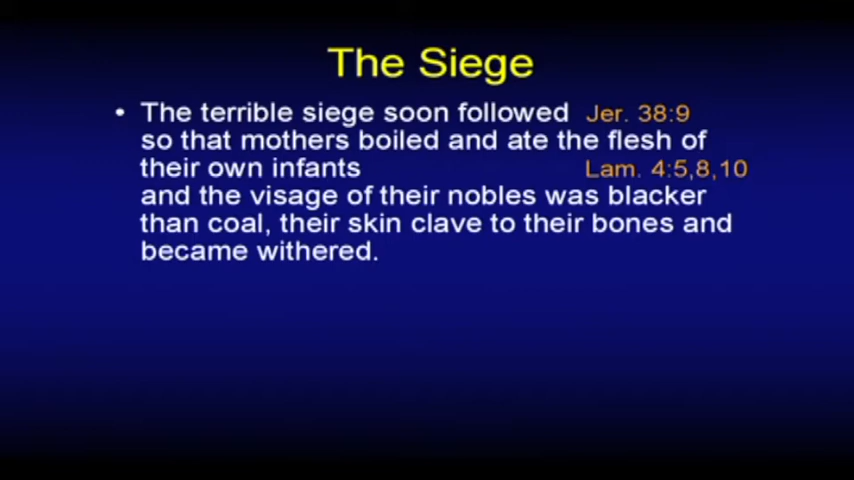 The Siege
• The terrible siege soon followed Jer. 38:9
so that mothers boiled and ate the flesh of
their own infants Lam. 4:5,8,10
and the visage of their nobles was blacker
than coal, their skin clave to their bones and
became withered.